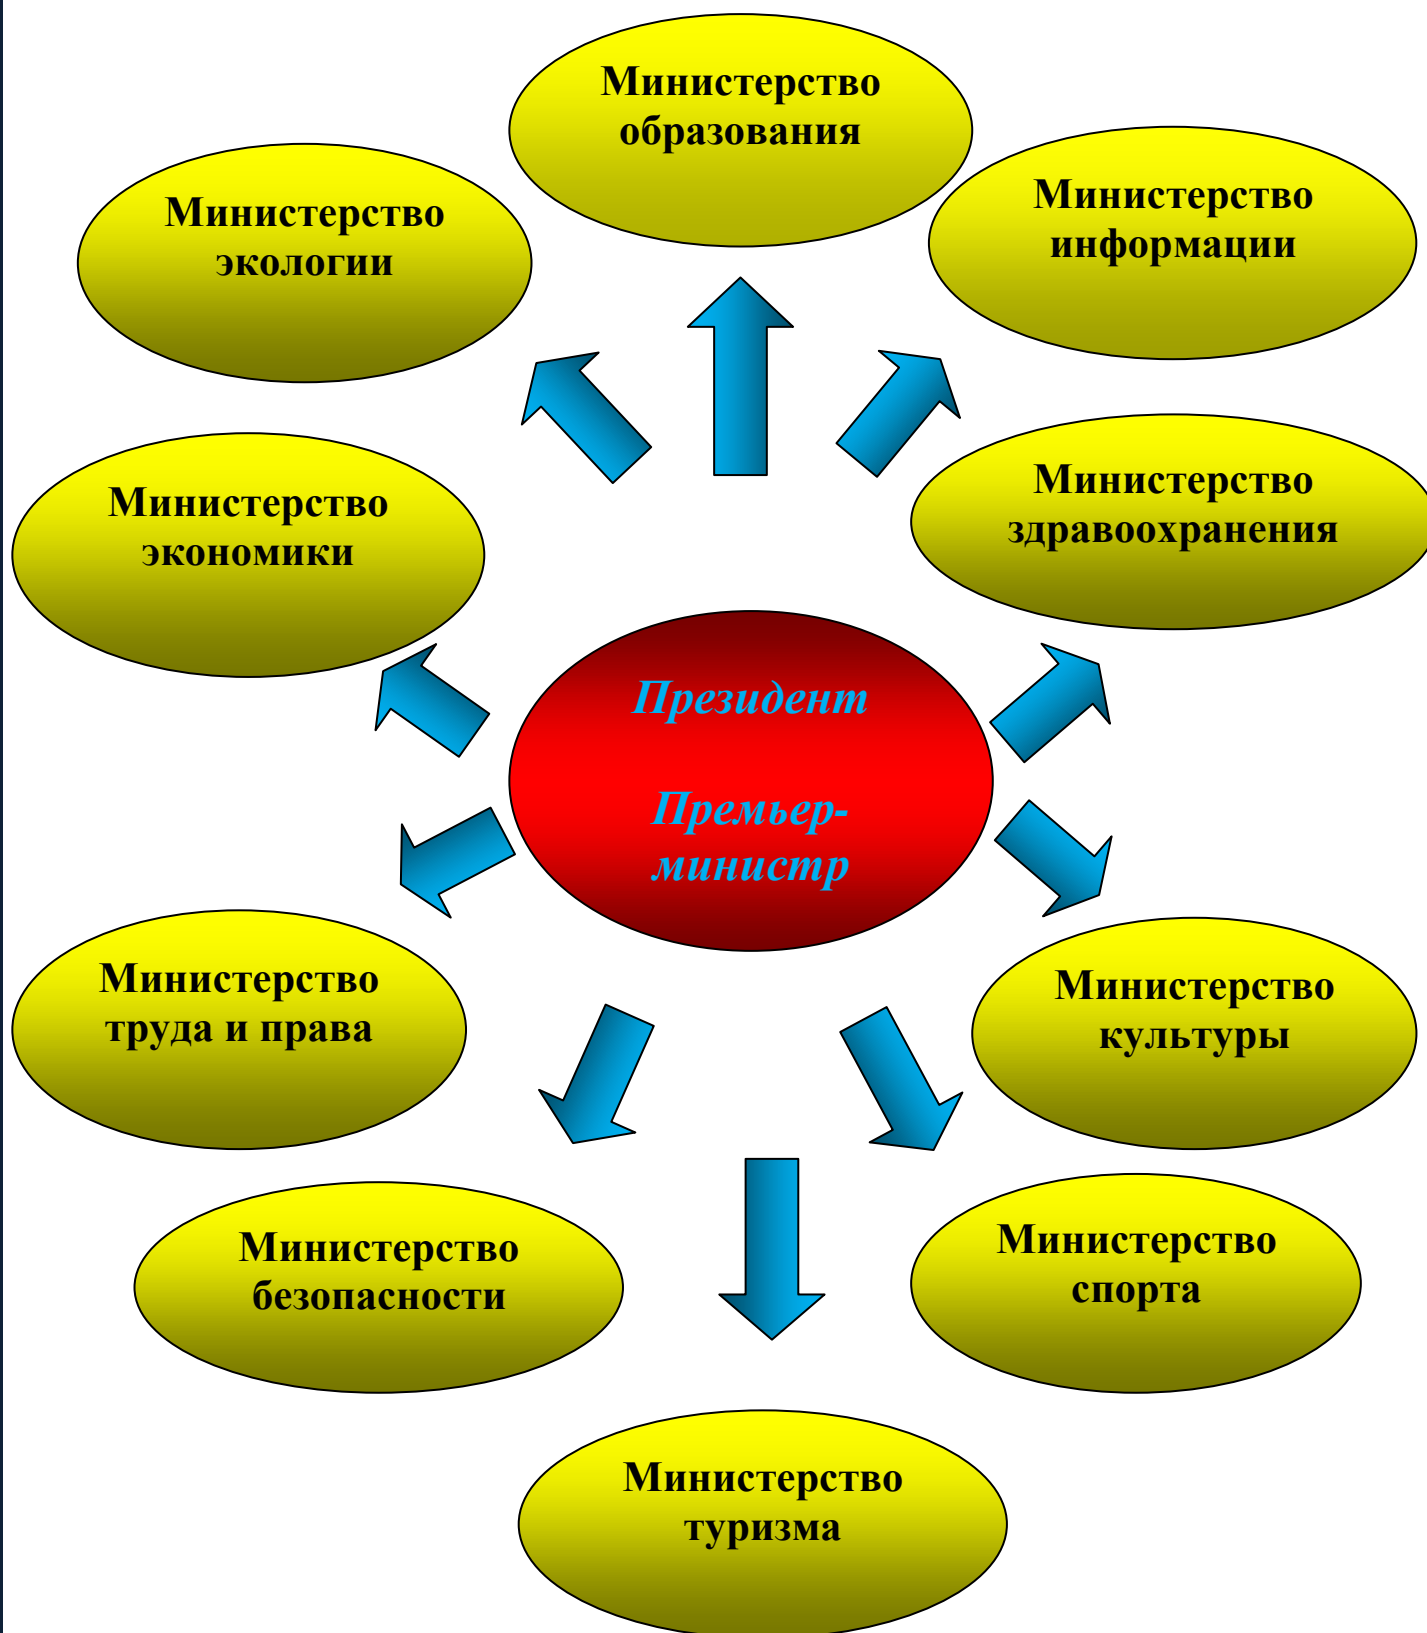 Министерство
образования
Министерство
информации
Министерство
экологии
Министерство
здравоохранения
Министерство
экономики
Президент
Премьер-
министр
Министерство
труда и права
Министерство
культуры
Министерство
безопасности
Министерство
спорта
Министерство
туризма